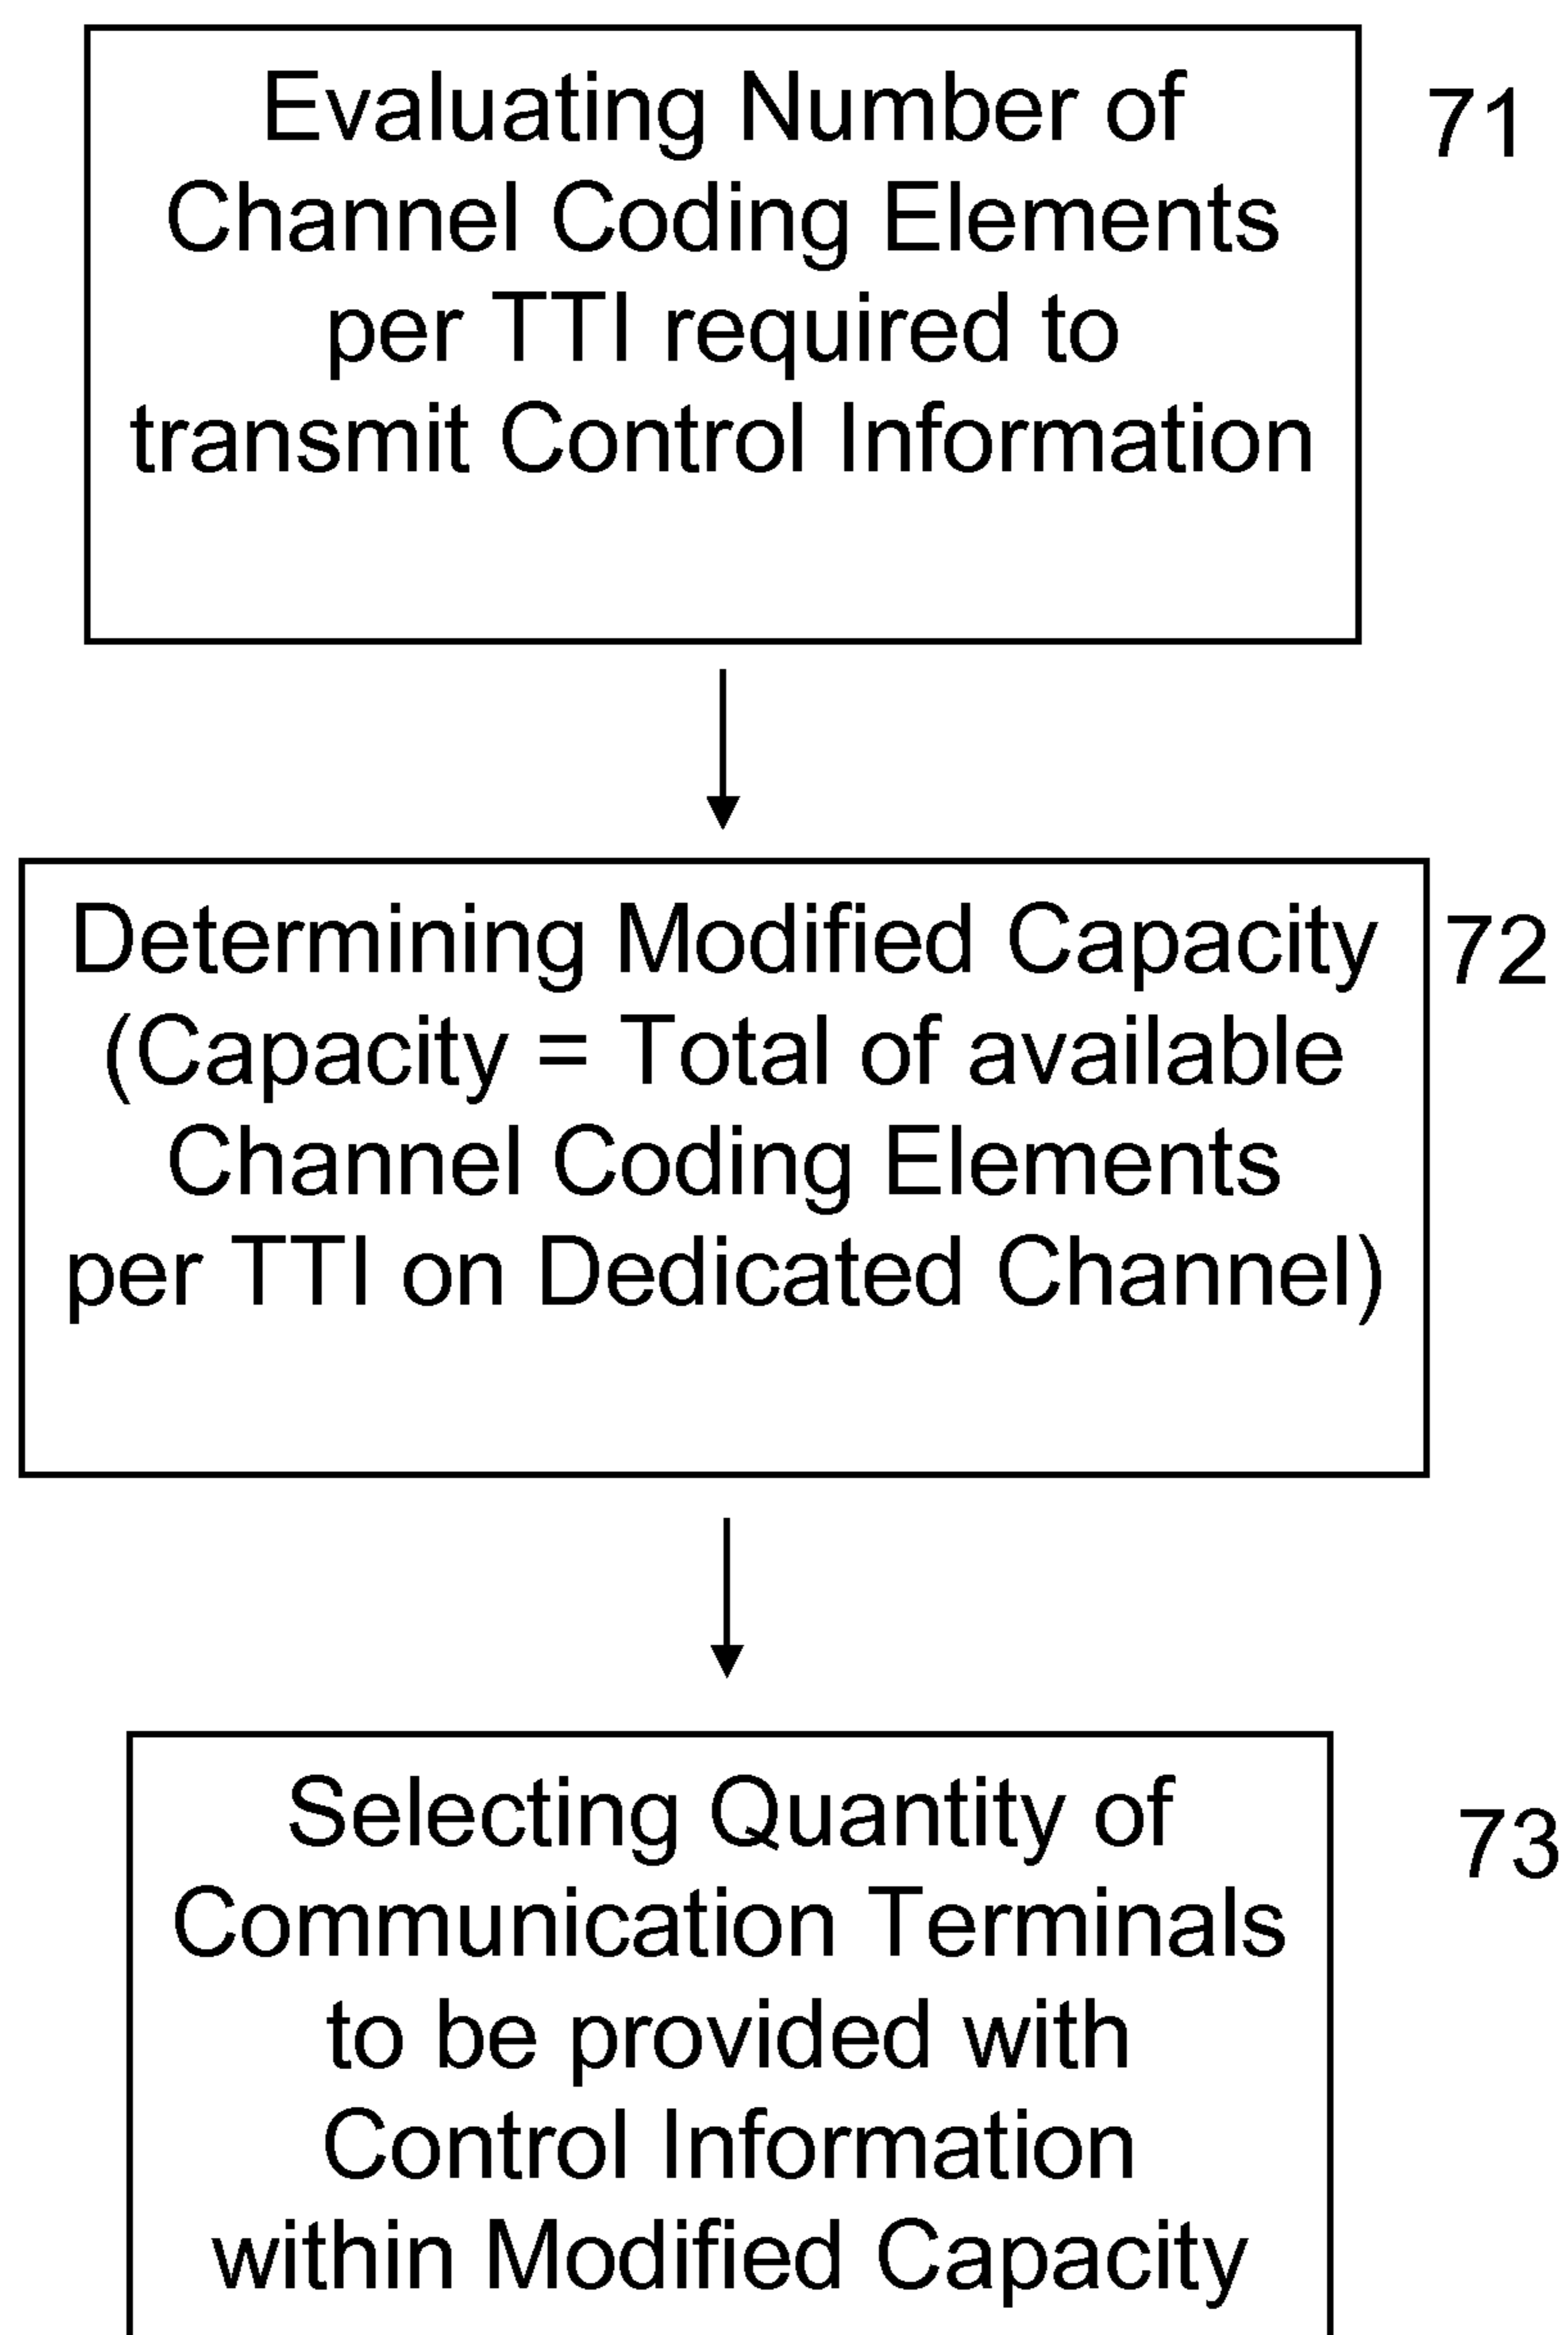 Evaluating Number of
71
Channel Coding Elements
per TTI required to
transmit Control Information
Determining Modified Capacity
72
(Capacity = Total of available
Channel Coding Elements
per TTI on Dedicated Channel)
Selecting Quantity of
73
Communication Terminals
to be provided with
Control Information
within Modified Capacity